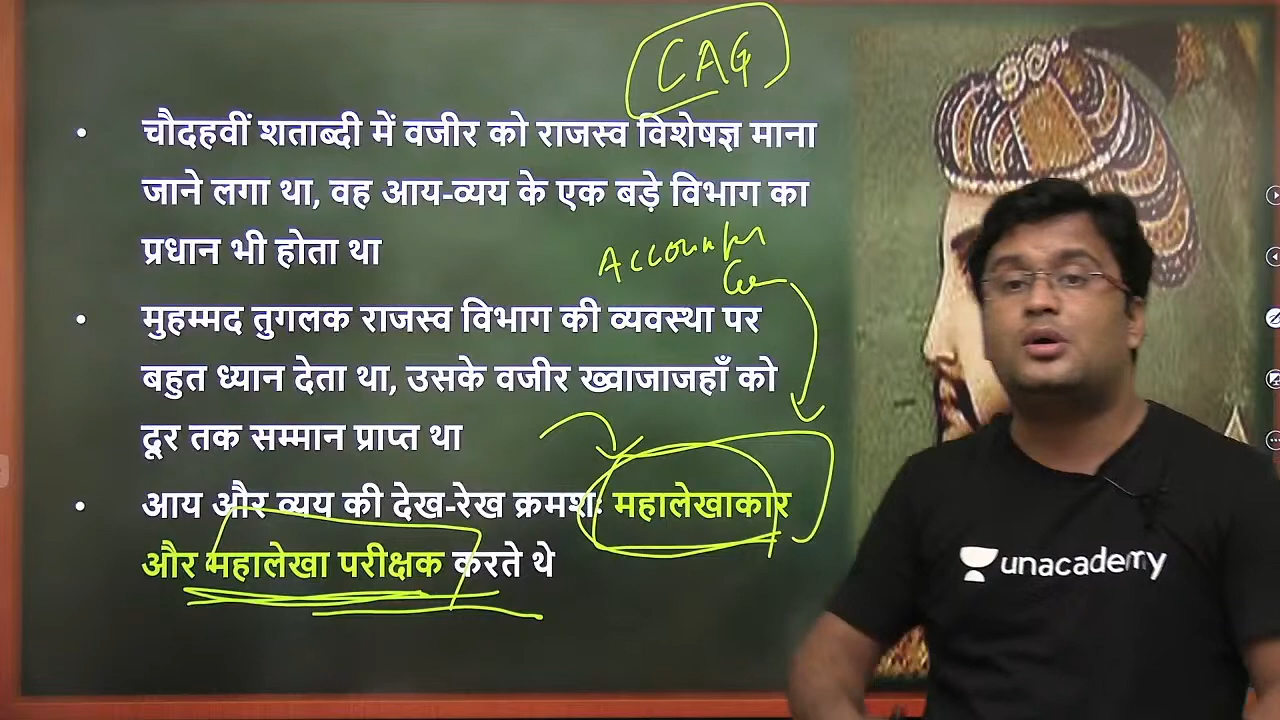 CAG
चौदहवीं शताब्दी में वजीर को राजस्व विशेषज्ञ माना
जाने लगा था, वह आय-व्यय के एक बड़े विभाग का
प्रधान भी होता था
मुहम्मद तुगलक राजस्व विभाग की व्यवस्था पर
बहुत ध्यान देता था, उसके वजीर ख्वाजाजहाँ को
दूर तक सम्मान प्राप्त था
आय और व्यय की देख-रेख क्रमशः महालेखाकार
और महालेखा परीक्षक करते थे
unacademy